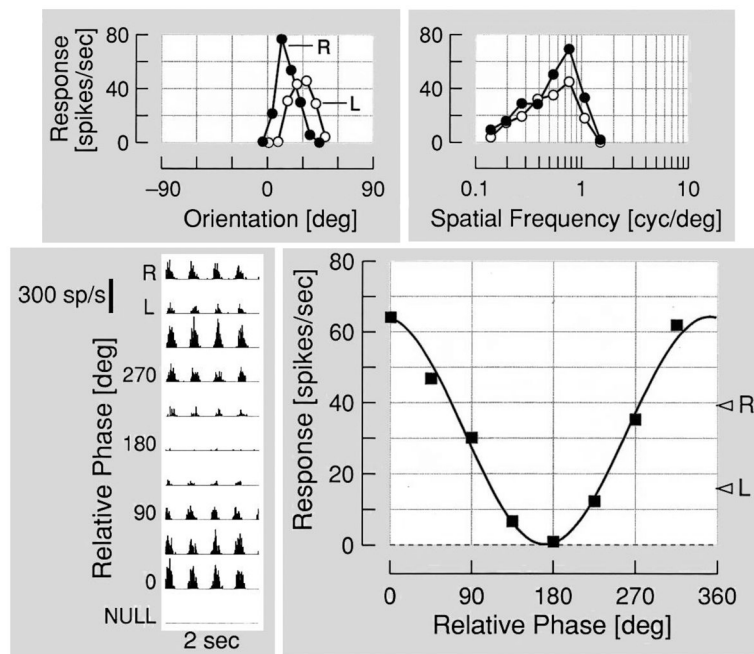 80
40
0
Response
[spikes/sec]
R
L
−90
0
90
Orientation [deg]
80
40
0
0.1
1
10
Spatial Frequency [cyc/deg]
300 sp/s
Relative Phase [deg]
R
L
270
180
90
0
NULL
2 sec
Response [spikes/sec]
80
60
40
20
0
R
L
0
90
180
270
360
Relative Phase [deg]